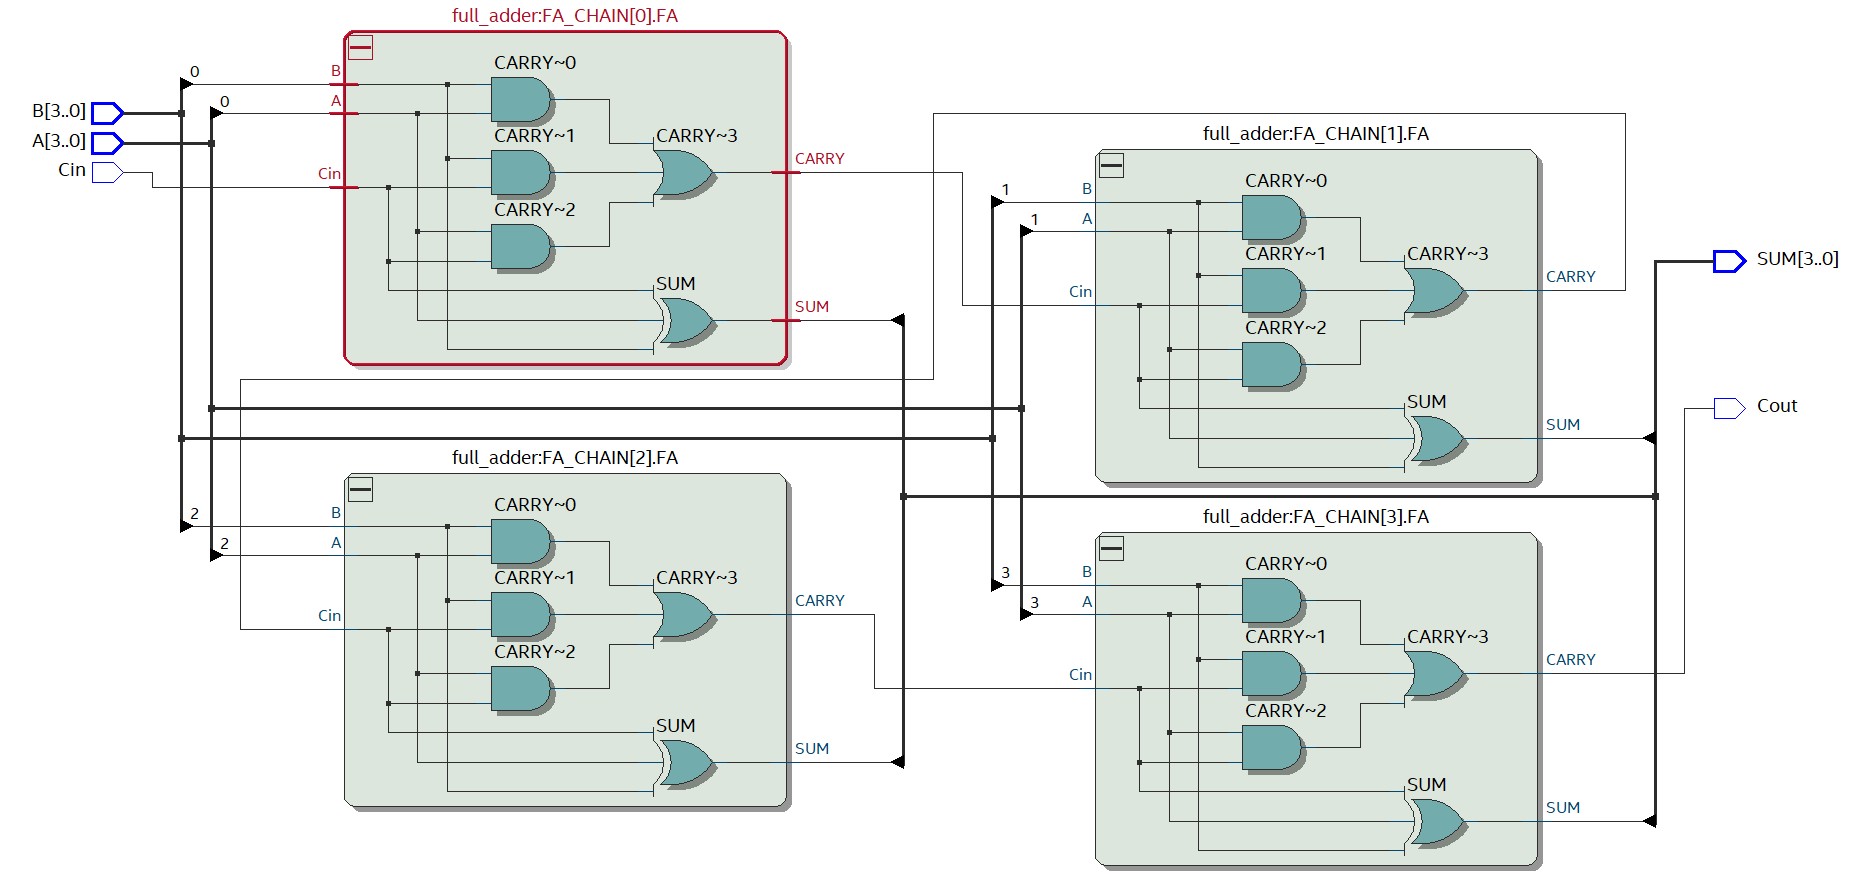 full_adder:FA_CHAIN[0].FA
B[3..0]
A[3..0]
Cin
0
0
B
A
Cin
CARRY~0
CARRY~1
CARRY~2
CARRY~3
SUM
CARRY
SUM
full_adder:FA_CHAIN[1].FA
1
1
B
A
Cin
CARRY~0
CARRY~1
CARRY~2
CARRY~3
SUM
CARRY
SUM
SUM[3..0]
Cout
full_adder:FA_CHAIN[2].FA
2
2
B
A
Cin
CARRY~0
CARRY~1
CARRY~2
CARRY~3
SUM
CARRY
SUM
full_adder:FA_CHAIN[3].FA
3
3
B
A
Cin
CARRY~0
CARRY~1
CARRY~2
CARRY~3
SUM
CARRY
SUM